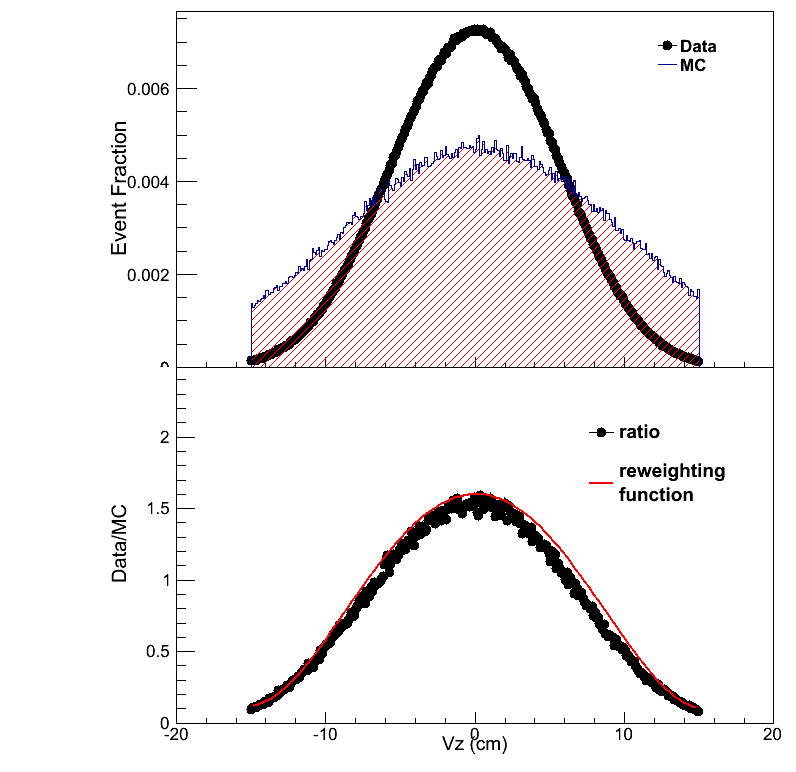 Data
MC
0.006
0.004
0.002
0
Event Fraction
ratio
reweighting
function
2
1.5
1
0.5
0
Data/MC
-20
-10
0
10
20
Vz (cm)